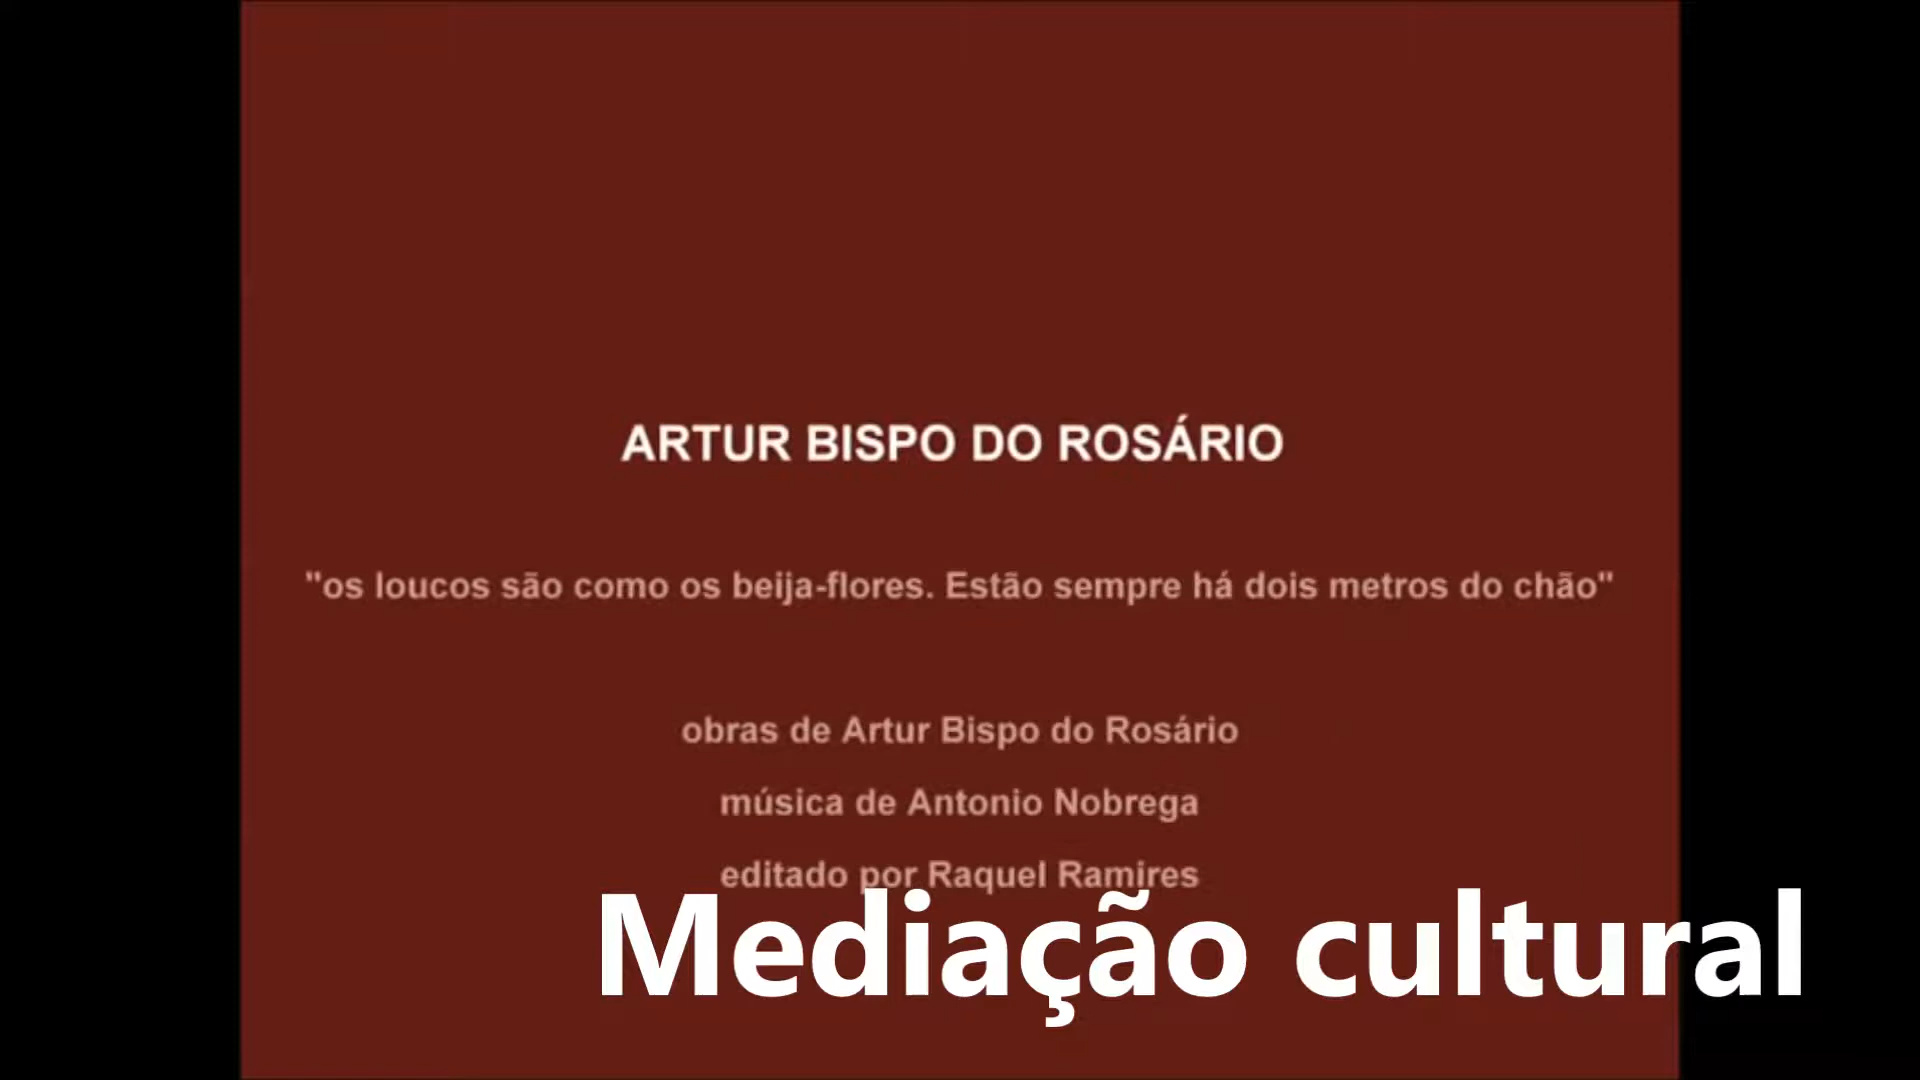 ARTUR BISPO DO ROSÁRIO
"os loucos são como os beija-flores. Estão sempre há dois metros do chão"
obras de Artur Bispo do Rosário
música de Antonio Nobrega
editado por Raquel Ramires
Mediação cultural